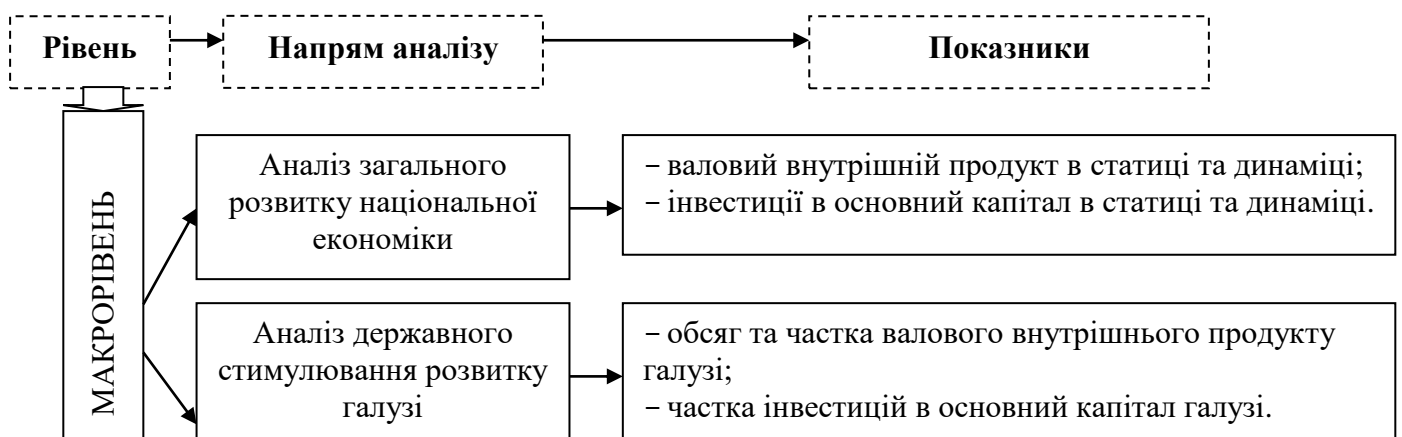 Рівень
Напрям аналізу
Показники
МАКРОРІВЕНЬ
Аналіз загального
розвитку національної
економіки
– валовий внутрішній продукт в статиці та динаміці;
– інвестиції в основний капітал в статиці та динаміці.
Аналіз державного
стимулювання розвитку
галузі
– обсяг та частка валового внутрішнього продукту
галузі;
– частка інвестицій в основний капітал галузі.